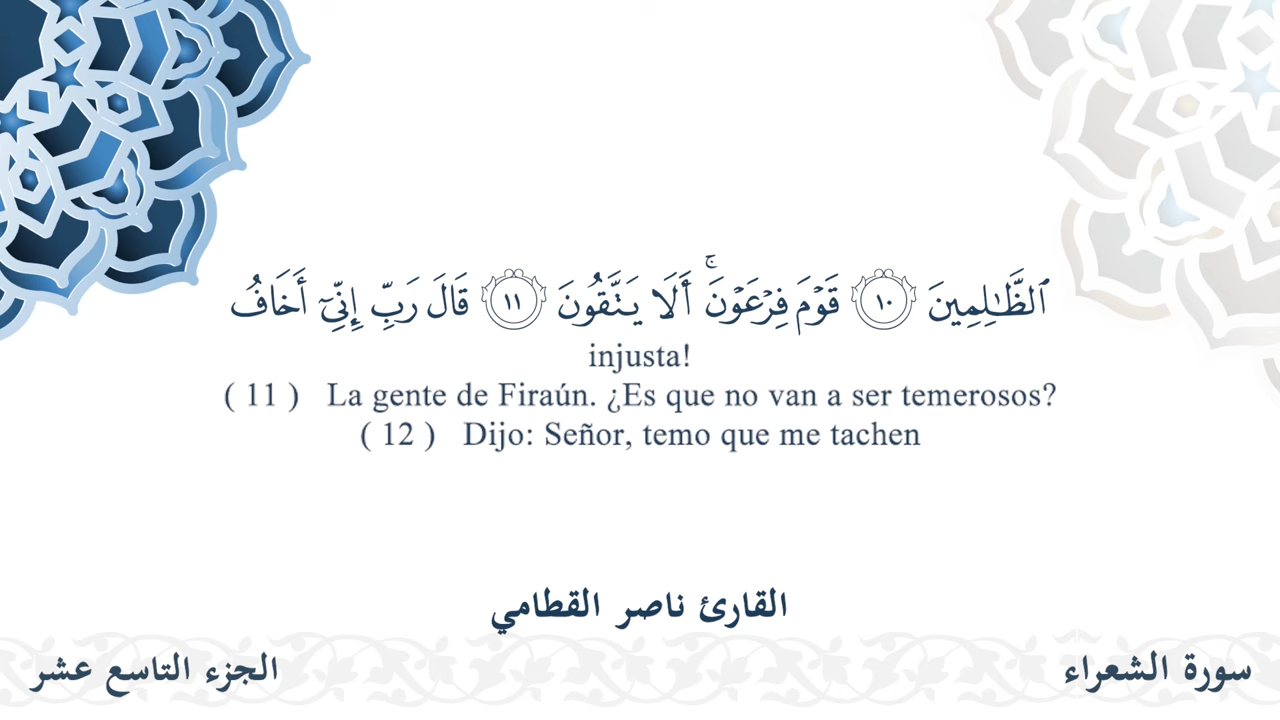 ٱلظَّـٰلِمِينَ ١٠ قَوۡمَ فِرۡعَوۡنَۚ أَلَا يَتَّقُونَ ١١ قَالَ رَبِّ إِنِّيٓ أَخَافُ
injusta!
( 11 ) La gente de Firaún. ¿Es que no van a ser temerosos?
( 12 ) Dijo: Señor, temo que me tachen
القارئ ناصر القطامي
سورة الشعراء
الجزء التاسع عشر